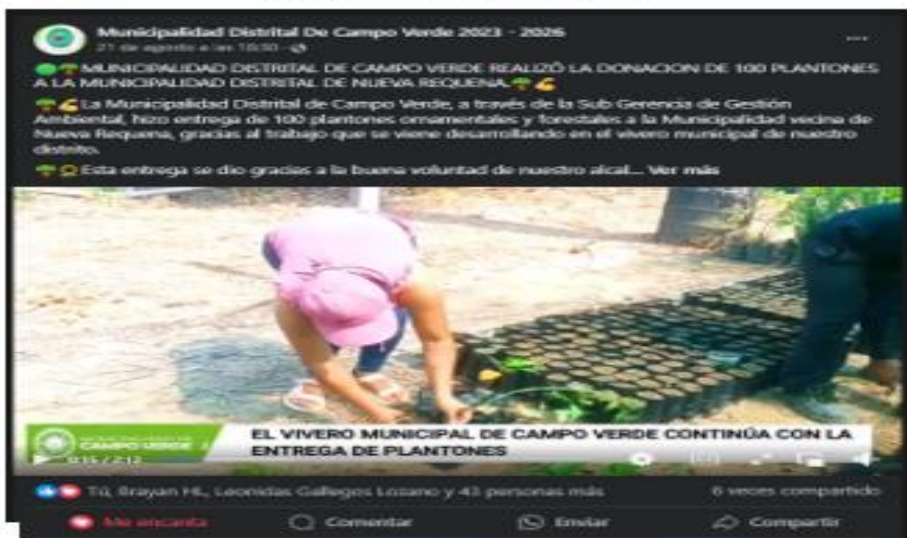 Municipalidad Distrital De Campo Verde 2023 - 2026
21 de agosto a las 18:30
MUNICIPALIDAD DISTRITAL DE CAMPO VERDE REALIZÓ LA DONACION DE 100 PLANTONES
A LA MUNICIPALIDAD DISTRITAL DE NUEVA REQUENA
La Municipalidad Distrital de Campo Verde, a través de la Sub Gerencia de Gestión
Ambiental, hizo entrega de 100 plantones ornamentales y forestales a la Municipalidad vecina de
Nueva Requena, gracias al trabajo que se viene desarrollando en el vivero municipal de nuestro
distrito.
Esta entrega se dio gracias a la buena voluntad de nuestro alcal... Ver más
CAMPO VERDE
EL VIVERO MUNICIPAL DE CAMPO VERDE CONTINÚA CON LA
ENTREGA DE PLANTONES
0:15 / 2:12
Tú, Brayan HL, Leonidas Gallegos Lozano y 43 personas más
6 veces compartido
Me encanta
Comentar
Enviar
Compartir